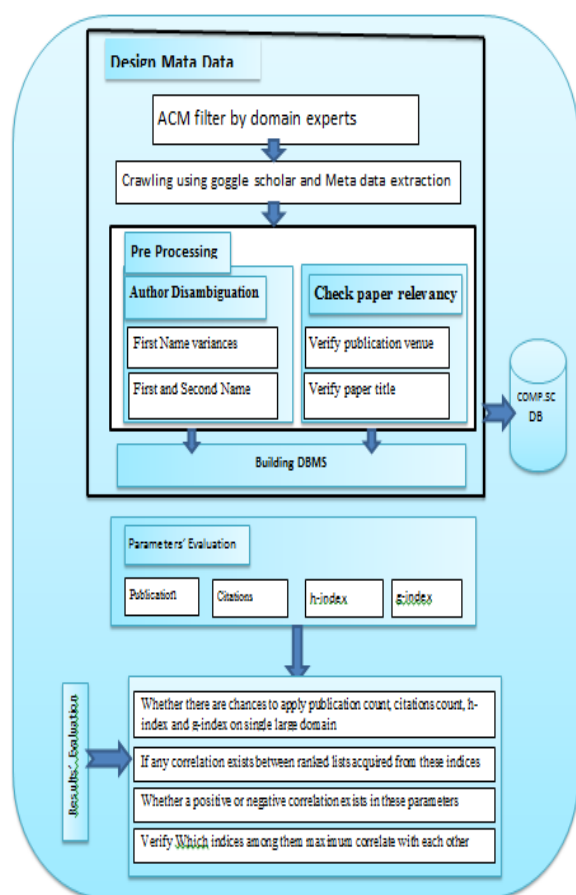 Design Mata Data
ACM filter by domain experts
Crawling using goggle scholar and Meta data extraction
Pre Processing
Author Disambiguation
First Name variances
First and Second Name
Check paper relevancy
Verify publication venue
Verify paper title
COMP.SC
DB
Building DBMS
Parameters' Evaluation
Publication
Citations
h-index
g-index
Results'. Evaluation
Whether there are chances to apply publication count, citations count, h-
index and g-index on single large domain
If any correlation exists between ranked lists acquired from these indices
Whether a positive or negative correlation exists in these parameters
Verify Which indices among them maximum correlate with each other